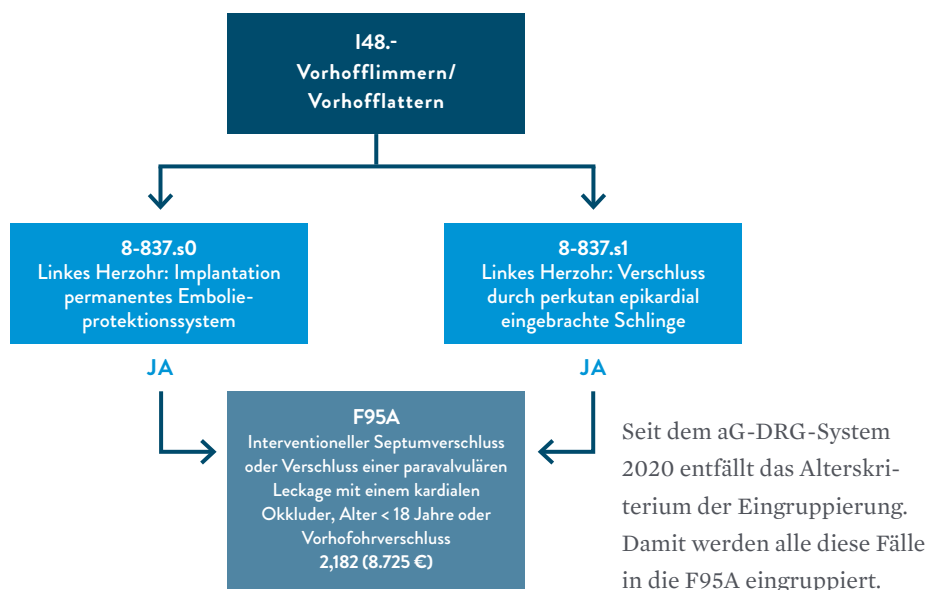 I48.-
Vorhofflimmern/
Vorhofflattern
8-837.s0
Linkes Herzohr: Implantation
permanentes Embolie-
protektionssystem
8-837.s1
Linkes Herzohr: Verschluss
durch perkutan epikardial
eingebrachte Schlinge
JA
JA
F95A
Interventioneller Septumverschluss
oder Verschluss einer paravalvulären
Leckage mit einem kardialen
Okkluder, Alter < 18 Jahre oder
Vorhofohrverschluss
2,182 (8.725 €)
Seit dem aG-DRG-System
2020 entfällt das Alterskri-
terium der Eingruppierung.
Damit werden alle diese Fälle
in die F95A eingruppiert.